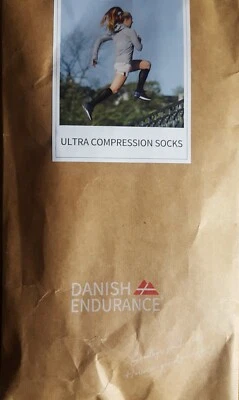 ULTRA COMPRESSION SOCKS
DANISH
ENDURANCE